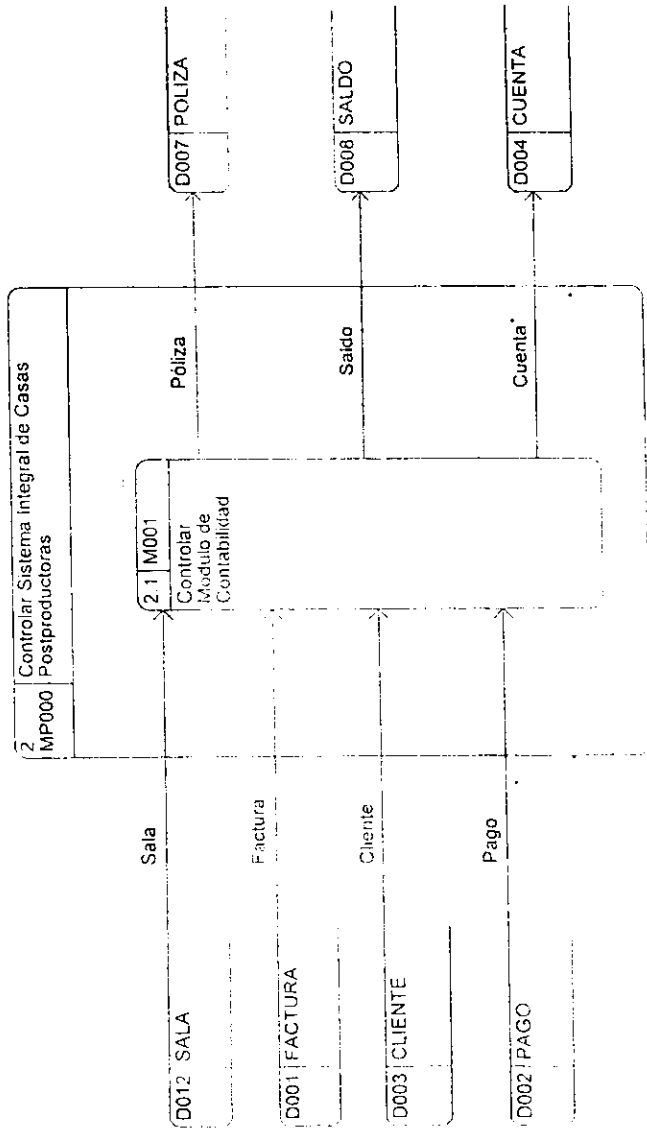 2
MP000
Controlar Sistema Integral de Casas
Postproductoras
2.1 M001
Controlar
Modulo de
Contabilidad
D012 SALA
Sala
D001 FACTURA
Factura
D003 CLIENTE
Cliente
D002 PAGO
Pago
Póliza
D007 POLIZA
Saldo
D008 SALDO
Cuenta
D004 CUENTA